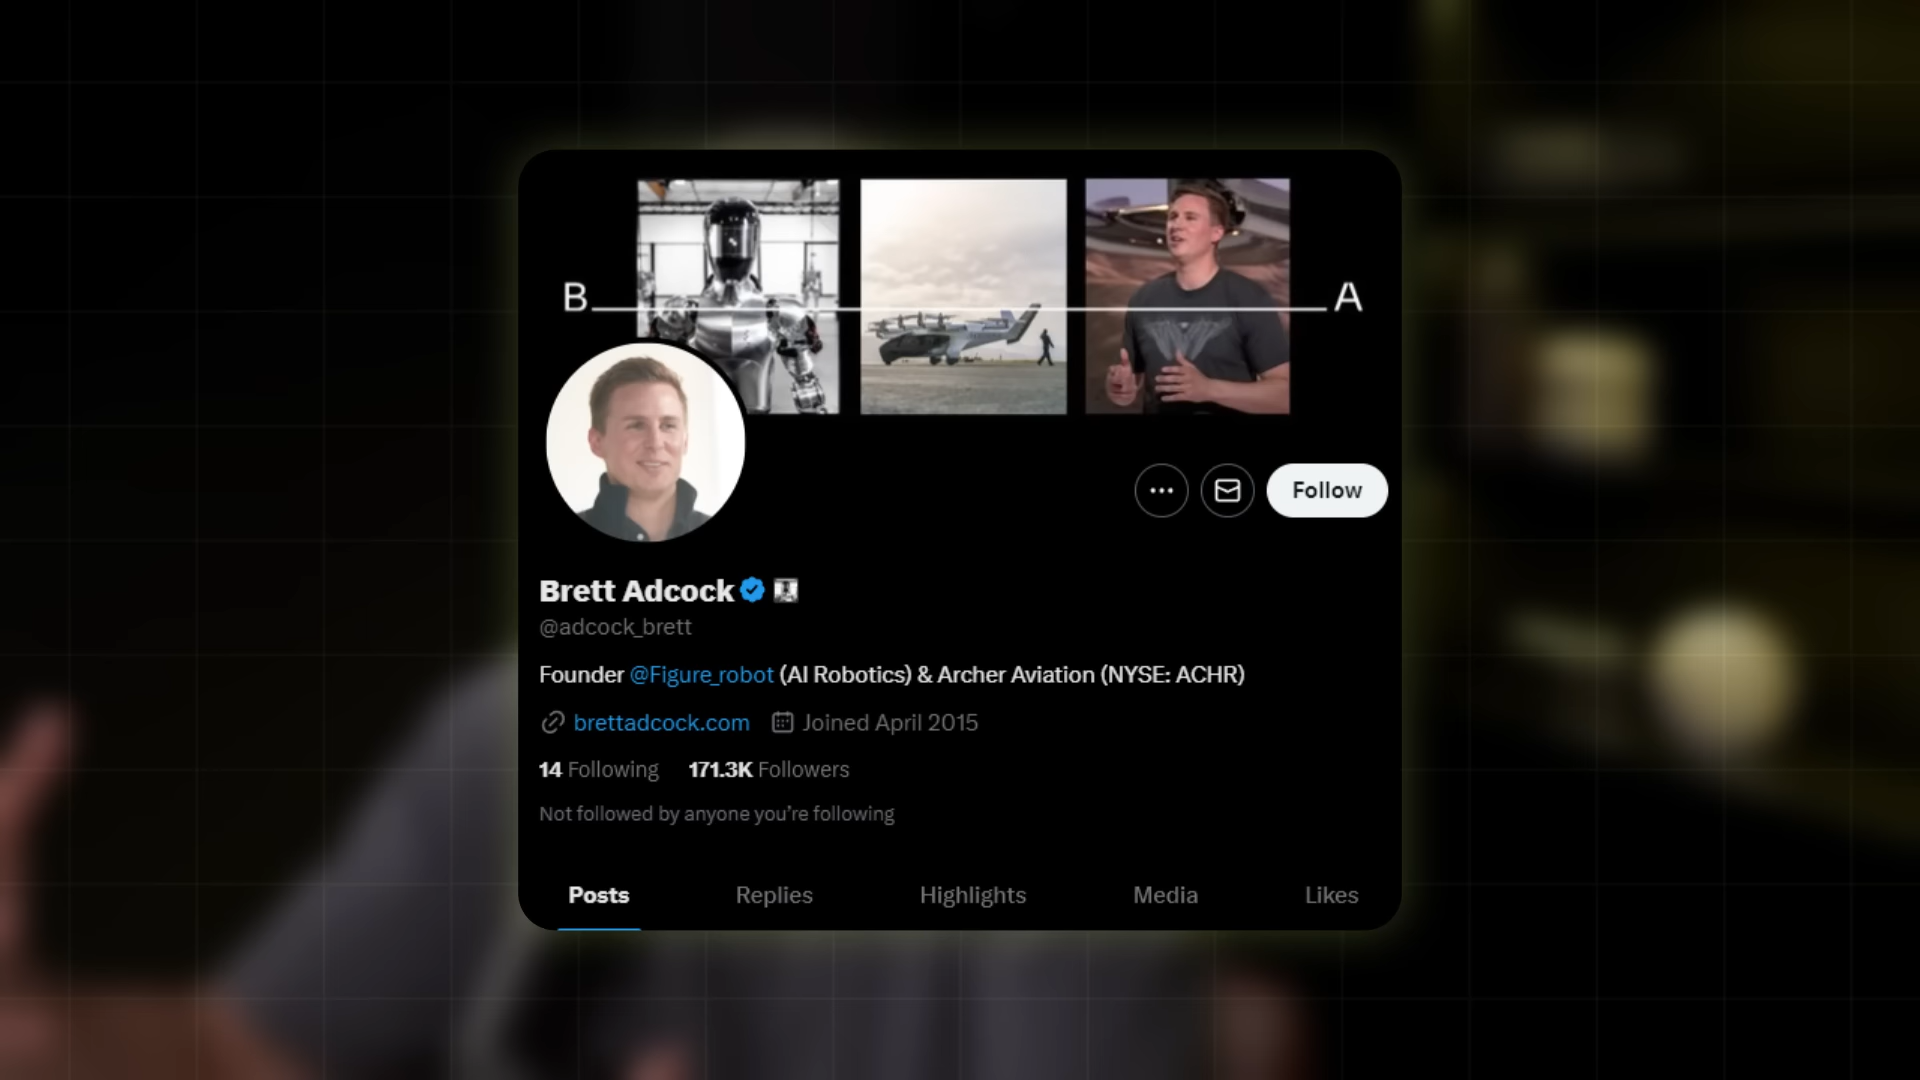 B A
Follow
Brett Adcock
@adcock_brett
Founder @Figure_robot (AI Robotics) & Archer Aviation (NYSE: ACHR)
brettadcock.com Joined April 2015
14 Following 171.3K Followers
Not followed by anyone you’re following
Posts Replies Highlights Media Likes